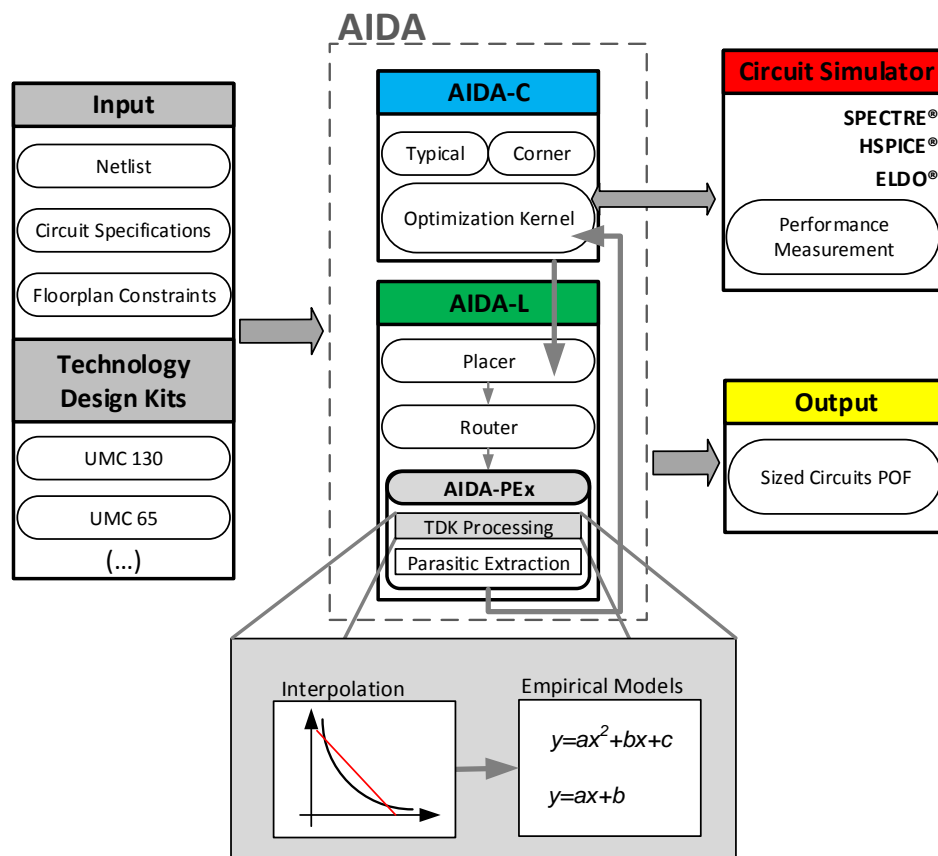 AIDA
Input
Netlist
Circuit Specifications
Floorplan Constraints
Technology
Design Kits
UMC 130
UMC 65
(...)
AIDA-C
Typical
Corner
Optimization Kernel
AIDA-L
Placer
Router
AIDA-PEx
TDK Processing
Parasitic Extraction
Circuit Simulator
SPECTRE®
HSPICE®
ELDO®
Performance
Measurement
Output
Sized Circuits POF
Interpolation
Empirical Models
y=ax²+bx+c
y=ax+b